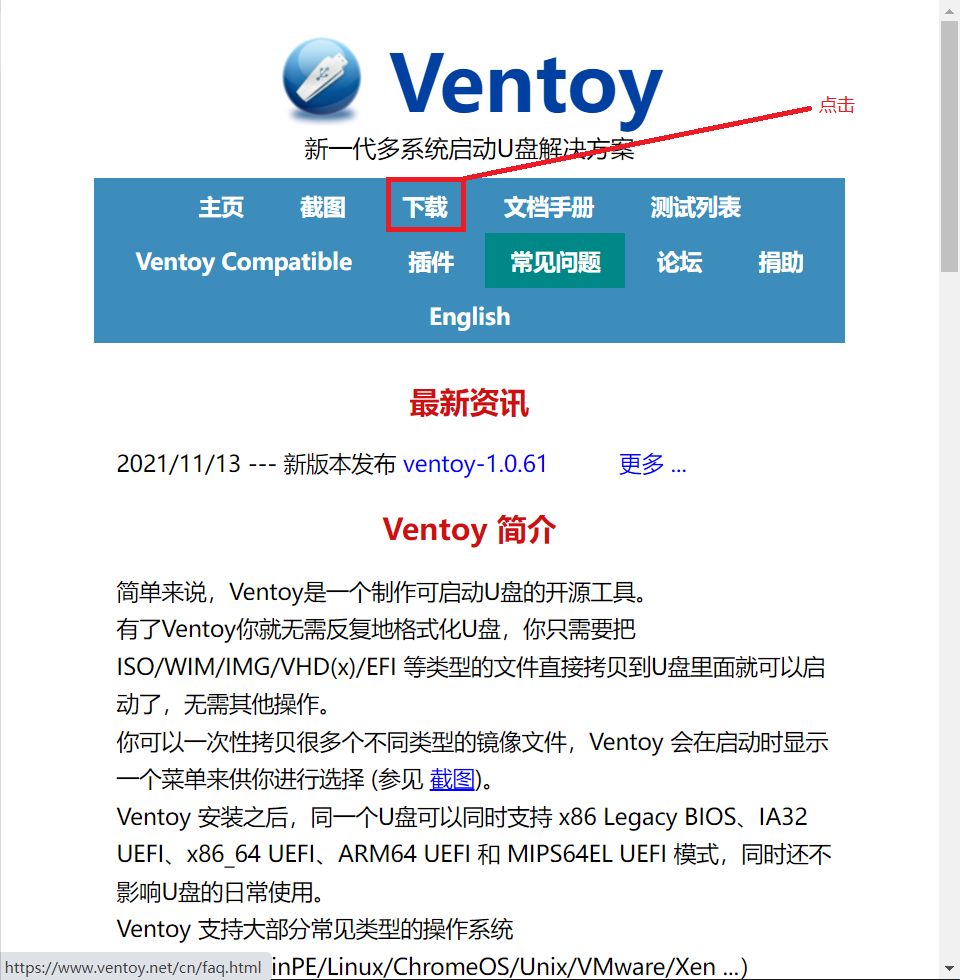 Ventoy
点击
新一代多系统启动U盘解决方案
主页 截图 下载 文档手册 测试列表
Ventoy Compatible 插件 常见问题 论坛 捐助
English
最新资讯
2021/11/13 --- 新版本发布 ventoy-1.0.61 更多 ...
Ventoy 简介
简单来说，Ventoy是一个制作可启动U盘的开源工具。
有了Ventoy你就无需反复地格式化U盘，你只需要把
ISO/WIM/IMG/VHD(x)/EFI 等类型的文件直接拷贝到U盘里面就可以启
动了，无需其他操作。
你可以一次性拷贝很多个不同类型的镜像文件，Ventoy 会在启动时显示
一个菜单来供你进行选择 (参见 截图)。
Ventoy 安装之后，同一个U盘可以同时支持 x86 Legacy BIOS、IA32
UEFI、x86_64 UEFI、ARM64 UEFI 和 MIPS64EL UEFI 模式，同时还不
影响U盘的日常使用。
Ventoy 支持大部分常见类型的操作系统
https://www.ventoy.net/cn/faq.html inPE/Linux/ChromeOS/Unix/VMware/Xen ...)